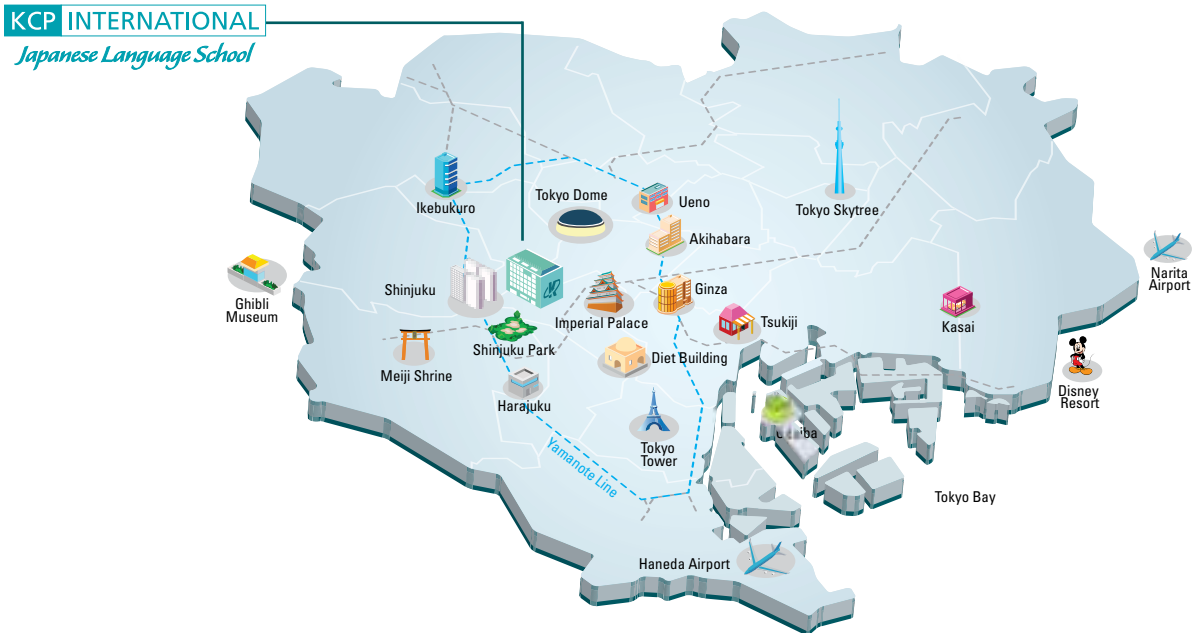 KCP INTERNATIONAL
Japanese Language School
Ikebukuro
Tokyo Dome
Ueno
Tokyo Skytree
Akihabara
Narita
Airport
Ghibli
Museum
Shinjuku
Ginza
Kasai
Imperial Palace
Tsukiji
Shinjuku Park
Diet Building
Meiji Shrine
Disney
Resort
Harajuku
Tokyo
Tower
Yamanote Line
Tokyo Bay
Haneda Airport